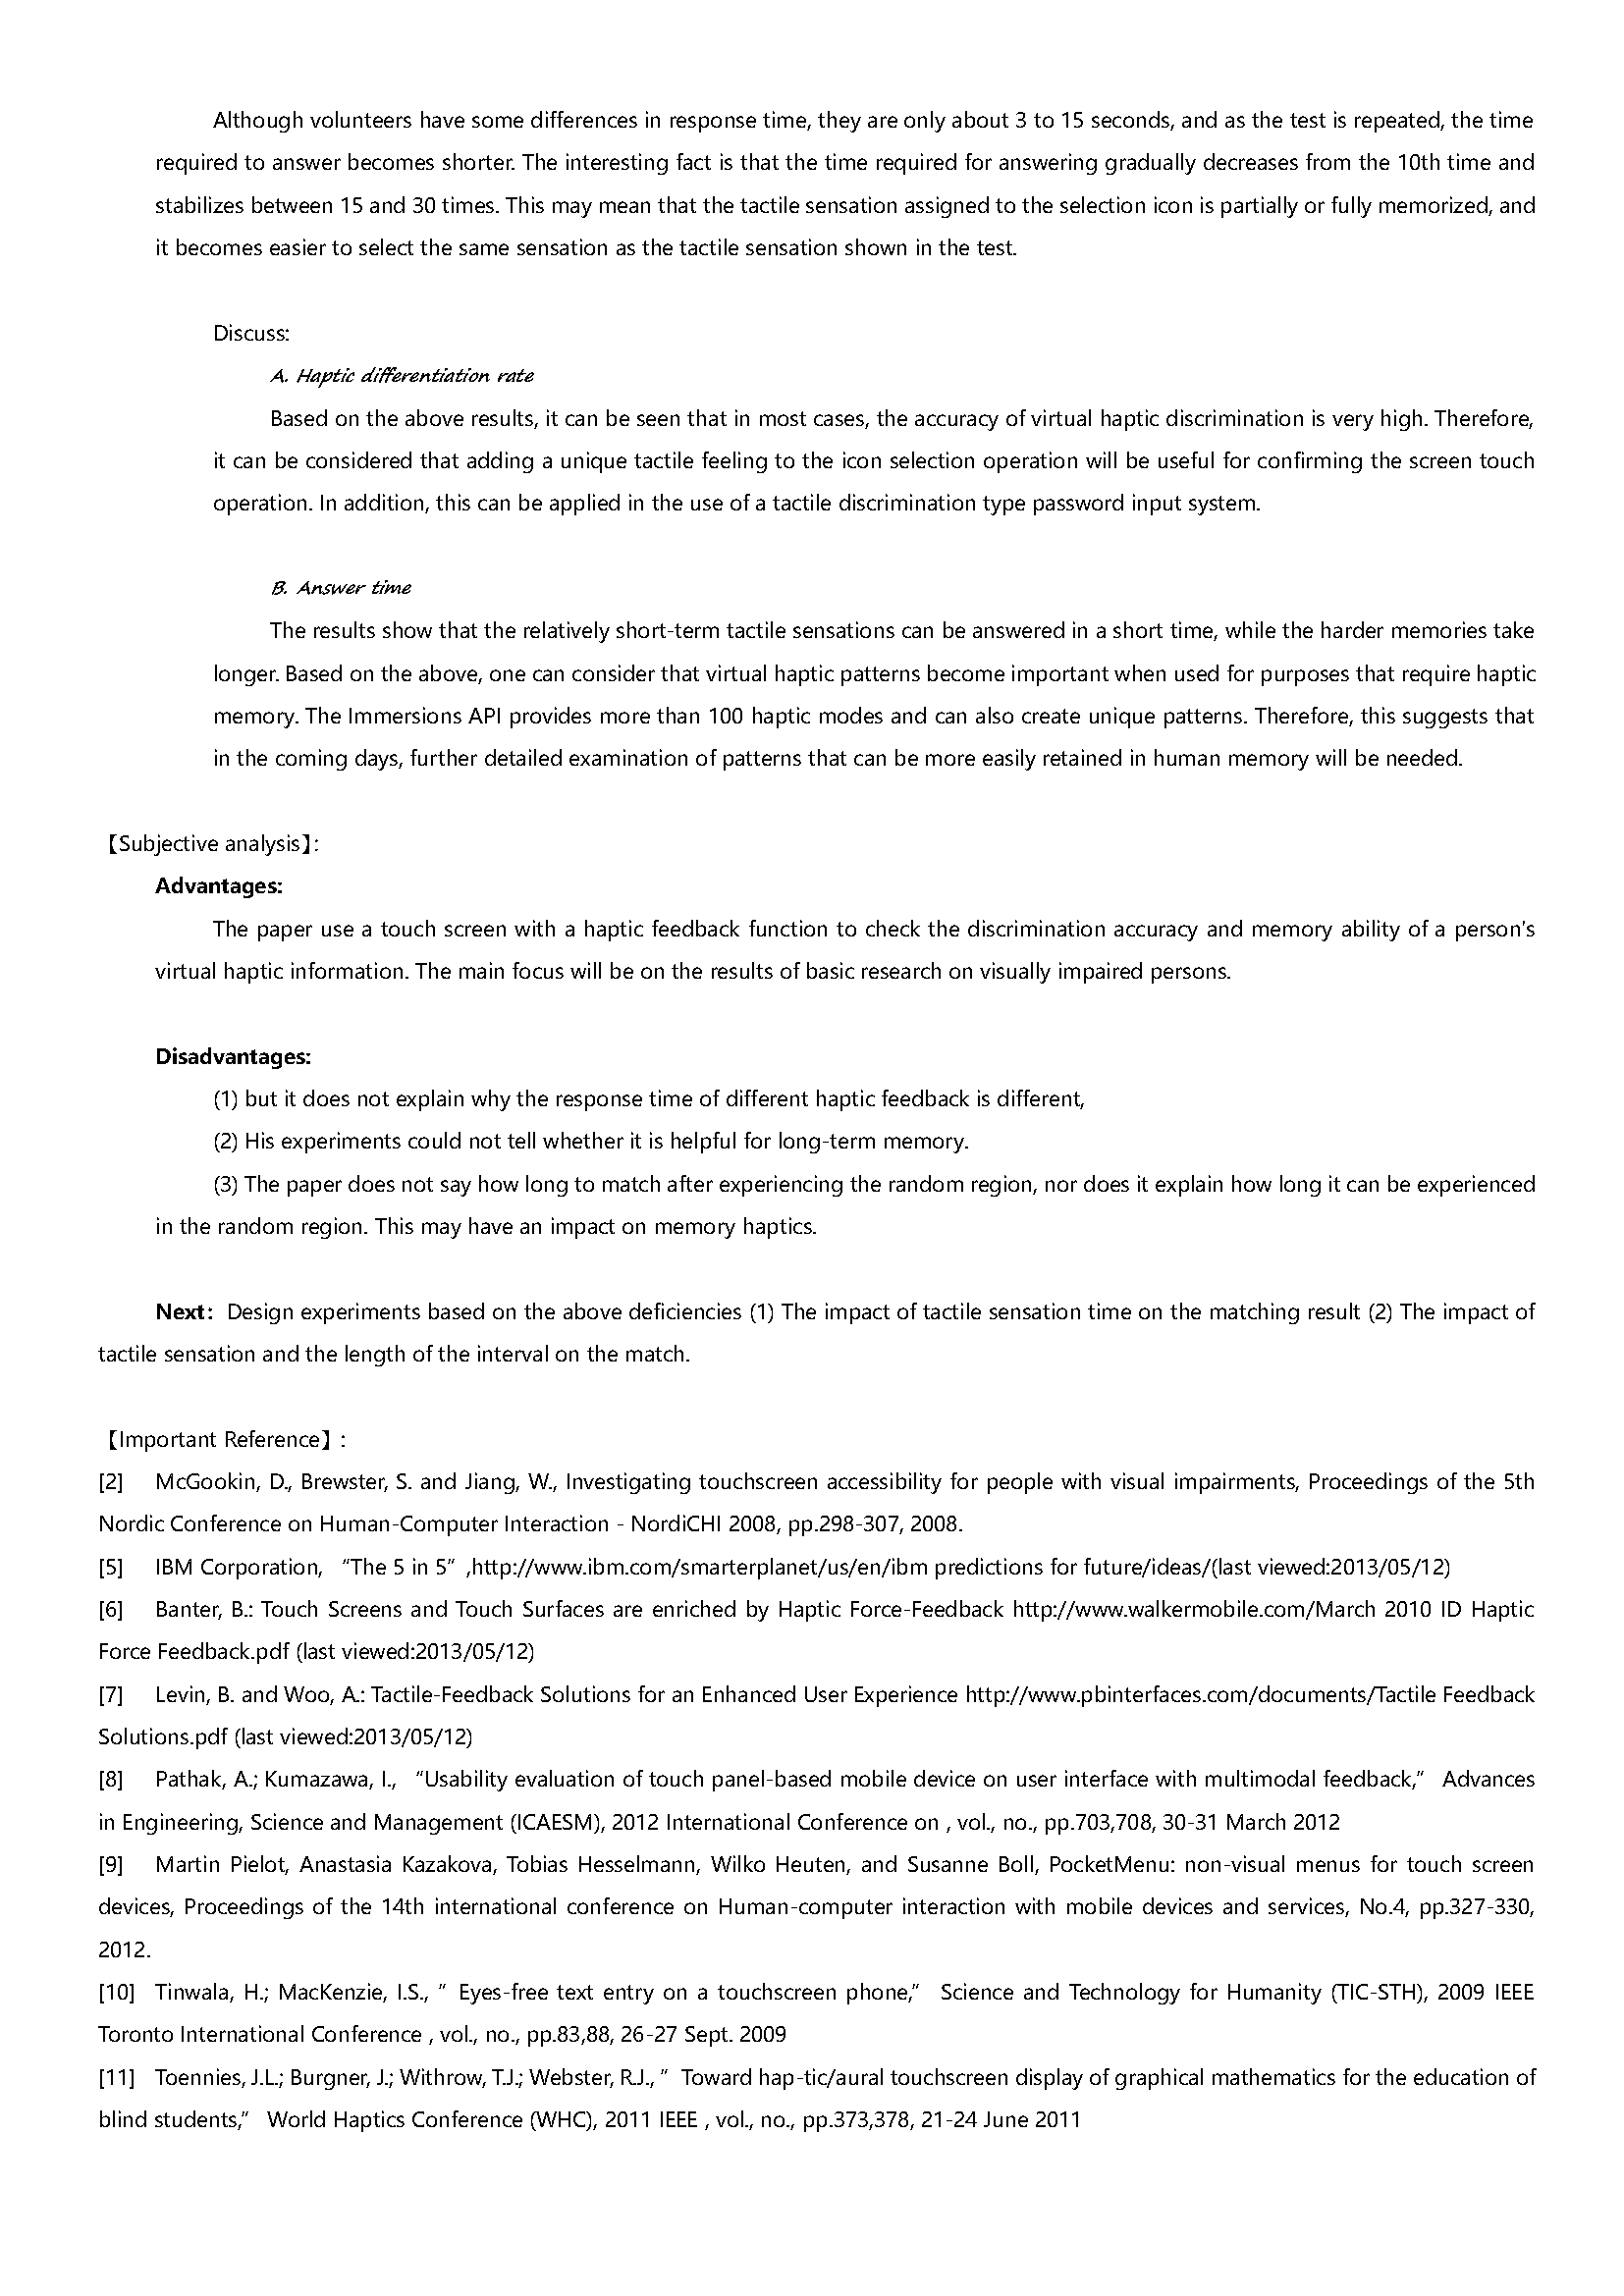 Although volunteers have some differences in response time, they are only about 3 to 15 seconds, and as the test is repeated, the time
required to answer becomes shorter. The interesting fact is that the time required for answering gradually decreases from the 10th time and
stabilizes between 15 and 30 times. This may mean that the tactile sensation assigned to the selection icon is partially or fully memorized, and
it becomes easier to select the same sensation as the tactile sensation shown in the test.
Discuss:
A. Haptic differentiation rate
Based on the above results, it can be seen that in most cases, the accuracy of virtual haptic discrimination is very high. Therefore,
it can be considered that adding a unique tactile feeling to the icon selection operation will be useful for confirming the screen touch
operation. In addition, this can be applied in the use of a tactile discrimination type password input system.
B. Answer time
The results show that the relatively short-term tactile sensations can be answered in a short time, while the harder memories take
longer. Based on the above, one can consider that virtual haptic patterns become important when used for purposes that require haptic
memory. The Immersions API provides more than 100 haptic modes and can also create unique patterns. Therefore, this suggests that
in the coming days, further detailed examination of patterns that can be more easily retained in human memory will be needed.
【Subjective analysis】:
Advantages:
The paper use a touch screen with a haptic feedback function to check the discrimination accuracy and memory ability of a person's
virtual haptic information. The main focus will be on the results of basic research on visually impaired persons.
Disadvantages:
(1) but it does not explain why the response time of different haptic feedback is different,
(2) His experiments could not tell whether it is helpful for long-term memory.
(3) The paper does not say how long to match after experiencing the random region, nor does it explain how long it can be experienced
in the random region. This may have an impact on memory haptics.
Next: Design experiments based on the above deficiencies (1) The impact of tactile sensation time on the matching result (2) The impact of
tactile sensation and the length of the interval on the match.
【Important Reference】:
[2] McGookin, D., Brewster, S. and Jiang, W., Investigating touchscreen accessibility for people with visual impairments, Proceedings of the 5th
Nordic Conference on Human-Computer Interaction - NordiCHI 2008, pp.298-307, 2008.
[5] IBM Corporation, “The 5 in 5” ,http://www.ibm.com/smarterplanet/us/en/ibm predictions for future/ideas/(last viewed:2013/05/12)
[6] Banter, B.: Touch Screens and Touch Surfaces are enriched by Haptic Force-Feedback http://www.walkermobile.com/March 2010 ID Haptic
Force Feedback.pdf (last viewed:2013/05/12)
[7] Levin, B. and Woo, A.: Tactile-Feedback Solutions for an Enhanced User Experience http://www.pbinterfaces.com/documents/Tactile Feedback
Solutions.pdf (last viewed:2013/05/12)
[8] Pathak, A.; Kumazawa, I., “Usability evaluation of touch panel-based mobile device on user interface with multimodal feedback,” Advances
in Engineering, Science and Management (ICAESM), 2012 International Conference on , vol., no., pp.703,708, 30-31 March 2012
[9] Martin Pielot, Anastasia Kazakova, Tobias Hesselmann, Wilko Heuten, and Susanne Boll, PocketMenu: non-visual menus for touch screen
devices, Proceedings of the 14th international conference on Human-computer interaction with mobile devices and services, No.4, pp.327-330,
2012.
[10] Tinwala, H.; MacKenzie, I.S., ” Eyes-free text entry on a touchscreen phone,” Science and Technology for Humanity (TIC-STH), 2009 IEEE
Toronto International Conference , vol., no., pp.83,88, 26-27 Sept. 2009
[11] Toennies, J.L.; Burgner, J.; Withrow, T.J.; Webster, R.J., ” Toward hap-tic/aural touchscreen display of graphical mathematics for the education of
blind students,” World Haptics Conference (WHC), 2011 IEEE , vol., no., pp.373,378, 21-24 June 2011